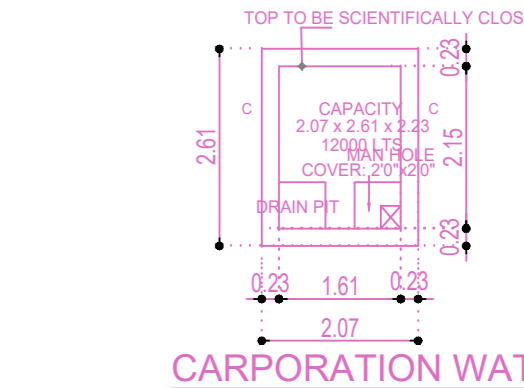 TOP TO BE SCIENTIFICALLY CLOS
0.23
C
CAPACITY
C
2.07 x 2.61 x 2.23
12000 LTS
MAN HOLE
COVER: 2'0"x2'0"
2.61
2.15
DRAIN PIT
0.23
0.23
1.61
0.23
2.07
CARPORATION WAT